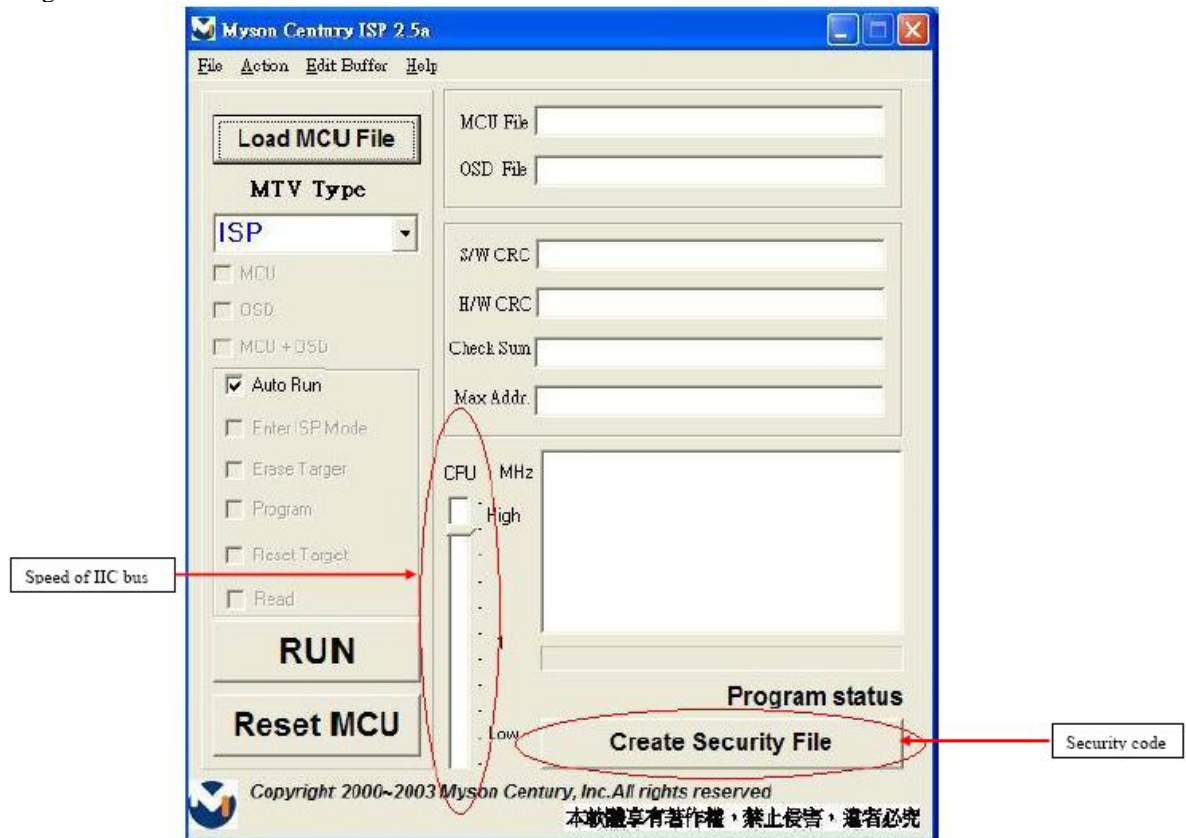 Myson Century ISP 2.5a
File Action Edit Buffer Help
Load MCU File
MTV Type
ISP
MCU
OSD
MCU + OSD
Auto Run
Enter ISP Mode
Erase Targer
Program
Reset Target
Read
RUN
Reset MCU
MCU File
OSD File
S/W CRC
H/W CRC
Check Sum
Max Addr.
CPU MHz
High
1
Low
Program status
Create Security File
Speed of IIC bus
Security code
Copyright 2000~2003 Myson Century, Inc.All rights reserved
本軟體享有著作權，禁止侵害，違者必究